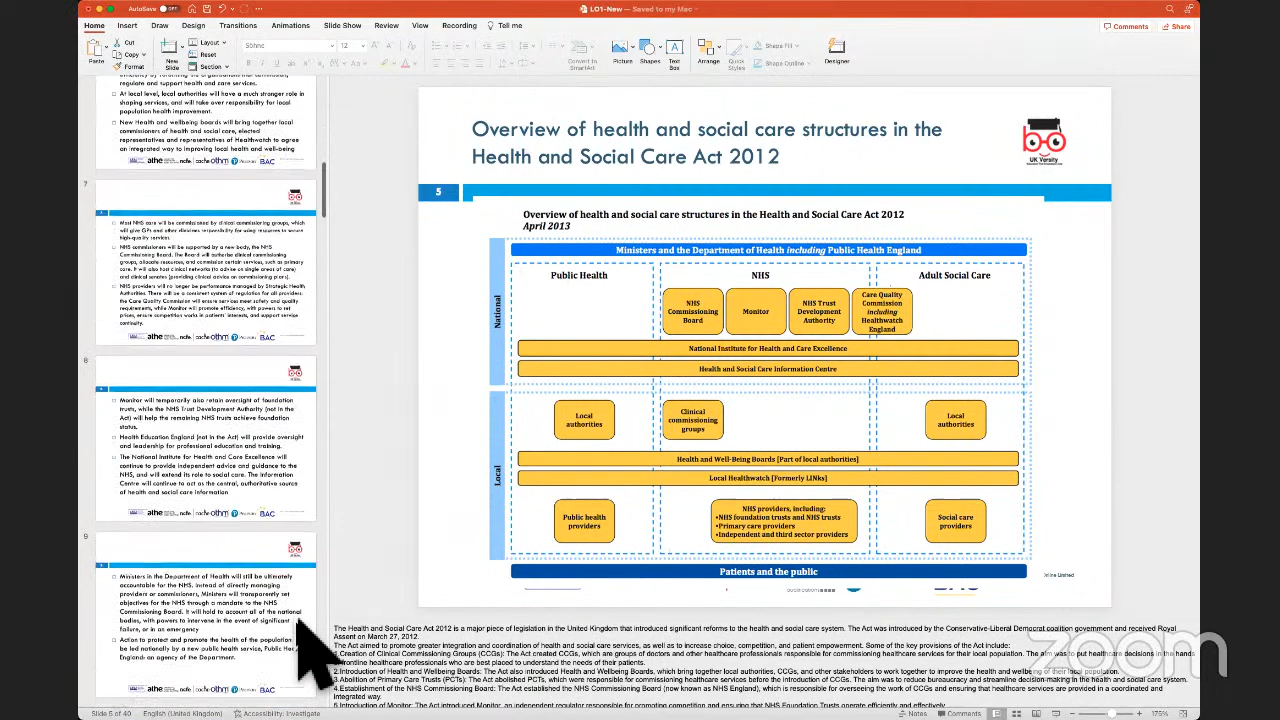 AutoSave OFF
LO1-New — Saved to my Mac
Home Insert Draw Design Transitions Animations Slide Show Review View Recording Tell me
Comments Share
Paste
Cut
Copy
Format
New Slide
Layout
Reset
Section
Söhne 12
Convert to SmartArt
Picture
Shapes
Text Box
Arrange
Quick Styles
Shape Fill
Shape Outline
Designer
regulate and support health and care services.
At local level, local authorities will have a much stronger role in
shaping services, and will take over responsibility for local
population health improvement.
New Health and wellbeing boards will bring together local
commissioners of health and social care, elected
representatives and representatives of Healthwatch to agree
an integrated way to improving local health and well-being
athe cache othm Pearson BAC
7
Most NHS care will be commissioned by clinical commissioning groups, which
will give GPs and other clinicians responsibility for using resources to secure
high-quality services.
NHS commissioners will be supported by a new body, the NHS
Commissioning Board. The Board will authorise clinical commissioning
groups, allocate resources, and commission certain services, such as primary
care. It will also host clinical networks (to advise on single areas of care)
and clinical senates (providing clinical advice on commissioning plans).
NHS providers will no longer be performance managed by Strategic Health
Authorities. There will be a consistent system of regulation for all providers:
the Care Quality Commission will ensure services meet safety and quality
requirements, while Monitor will promote efficiency, with powers to set
prices, ensure competition works in patients' interests, and support service
continuity.
athe cache othm Pearson BAC
8
Monitor will temporarily also retain oversight of foundation
trusts, while the NHS Trust Development Authority (not in the
Act) will help the remaining NHS trusts achieve foundation
status.
Health Education England (not in the Act) will provide oversight
and leadership for professional education and training.
The National Institute for Health and Care Excellence will
continue to provide independent advice and guidance to the
NHS, and will extend its role to social care. The Information
Centre will continue to act as the central, authoritative source
of health and social care information
athe cache othm Pearson BAC
9
Ministers in the Department of Health will still be ultimately
accountable for the NHS. Instead of directly managing
providers or commissioners, Ministers will transparently set
objectives for the NHS through a mandate to the NHS
Commissioning Board. It will hold to account all of the national
bodies, with powers to intervene in the event of significant
failure, or in an emergency
Action to protect and promote the health of the population
be led nationally by a new public health service, Public
England: an agency of the Department.
athe cache othm Pearson BAC
Overview of health and social care structures in the
Health and Social Care Act 2012
UK Versity
5
Overview of health and social care structures in the Health and Social Care Act 2012
April 2013
Ministers and the Department of Health including Public Health England
Public Health NHS Adult Social Care
National
NHS Commissioning Board
Monitor
NHS Trust Development Authority
Care Quality Commission including Healthwatch England
National Institute for Health and Care Excellence
Health and Social Care Information Centre
Local
Local authorities
Clinical commissioning groups
Local authorities
Health and Well-Being Boards [Part of local authorities]
Local Healthwatch [Formerly LINks]
Public health providers
NHS providers, including:
•NHS foundation trusts and NHS trusts
•Primary care providers
•Independent and third sector providers
Social care providers
Patients and the public
nline Limited
The Health and Social Care Act 2012 is a major piece of legislation in the United Kingdom that introduced significant reforms to the health and social care system. The Act was introduced by the Conservative-Liberal Democrat coalition government and received Royal
Assent on March 27, 2012.
The Act aimed to promote greater integration and coordination of health and social care services, as well as to increase choice, competition, and patient empowerment. Some of the key provisions of the Act include:
Creation of Clinical Commissioning Groups (CCGs): The Act created CCGs, which are groups of doctors and other healthcare professionals responsible for commissioning healthcare services for their local population. The aim was to put healthcare decisions in the hands
frontline healthcare professionals who are best placed to understand the needs of their patients.
2.Introduction of Health and Wellbeing Boards: The Act also introduced Health and Wellbeing Boards, which bring together local authorities, CCGs, and other stakeholders to work together to improve the health and wellbeing of their local population.
3.Abolition of Primary Care Trusts (PCTs): The Act abolished PCTs, which were responsible for commissioning healthcare services before the introduction of CCGs. The aim was to reduce bureaucracy and streamline decision-making in the health and social care system.
4.Establishment of the NHS Commissioning Board: The Act established the NHS Commissioning Board (now known as NHS England), which is responsible for overseeing the work of CCGs and ensuring that healthcare services are provided in a coordinated and
integrated way.
5.Introduction of Monitor: The Act introduced Monitor, an independent regulator responsible for promoting competition and ensuring that NHS Foundation Trusts operate efficiently and effectively
zoom
Slide 5 of 40 English (United Kingdom) Accessibility: Investigate
Notes Comments 175%